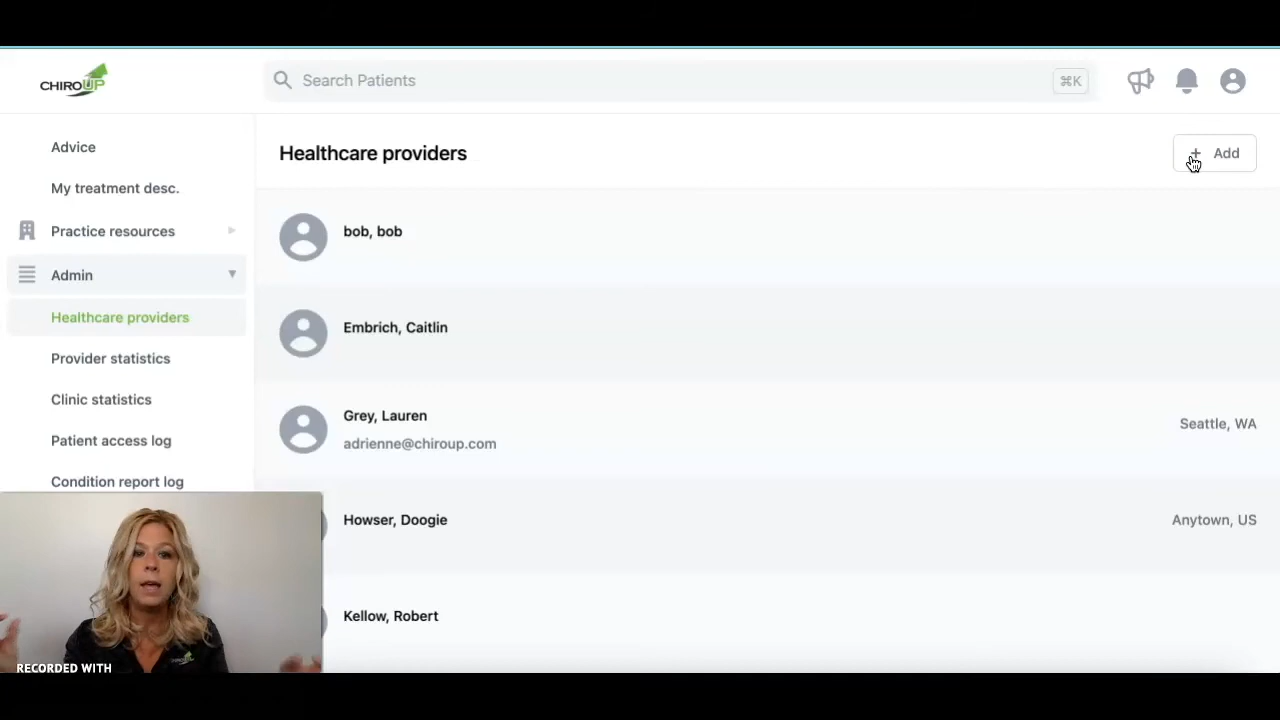 CHIROUP
Search Patients
⌘K
Advice
My treatment desc.
Practice resources
Admin
Healthcare providers
Provider statistics
Clinic statistics
Patient access log
Condition report log
Healthcare providers
+ Add
bob, bob
Embrich, Caitlin
Grey, Lauren
adrienne@chiroup.com
Seattle, WA
Howser, Doogie
Anytown, US
Kellow, Robert
RECORDED WITH